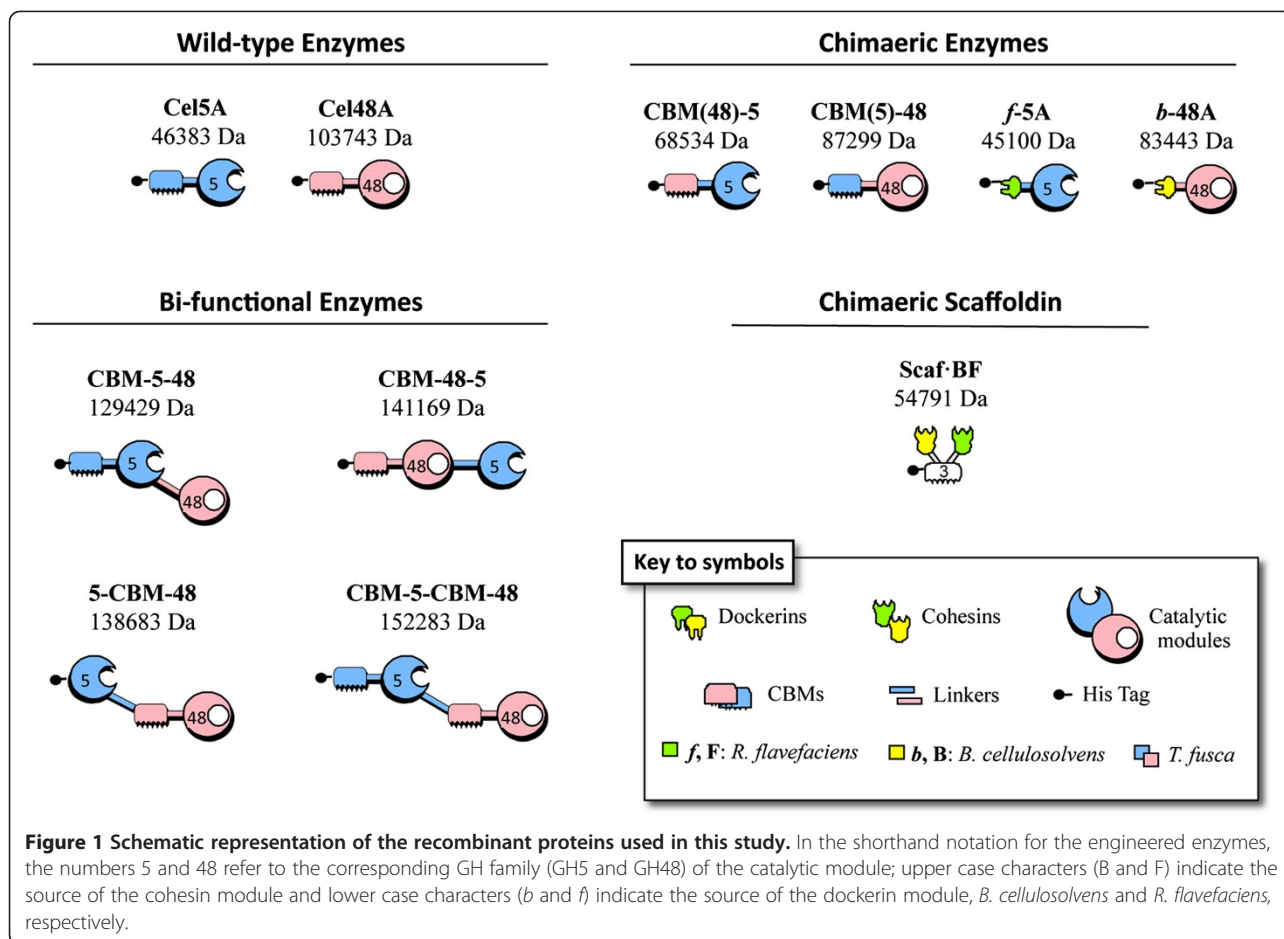 Wild-type Enzymes
Cel5A
46383 Da
5
Cel48A
103743 Da
48
Chimaeric Enzymes
CBM(48)-5
68534 Da
5
CBM(5)-48
87299 Da
48
f-5A
45100 Da
5
b-48A
83443 Da
48
Bi-functional Enzymes
CBM-5-48
129429 Da
5
48
CBM-48-5
141169 Da
48
5
5-CBM-48
138683 Da
5
48
CBM-5-CBM-48
152283 Da
5
48
Chimaeric Scaffoldin
Scaf·BF
54791 Da
3
Key to symbols
Dockerins
Cohesins
Catalytic
modules
CBMs
Linkers
His Tag
f, F: R. flavefaciens
b, B: B. cellulosolvens
T. fusca
Figure 1 Schematic representation of the recombinant proteins used in this study. In the shorthand notation for the engineered enzymes,
the numbers 5 and 48 refer to the corresponding GH family (GH5 and GH48) of the catalytic module; upper case characters (B and F) indicate the
source of the cohesin module and lower case characters (b and f) indicate the source of the dockerin module, B. cellulosolvens and R. flavefaciens,
respectively.